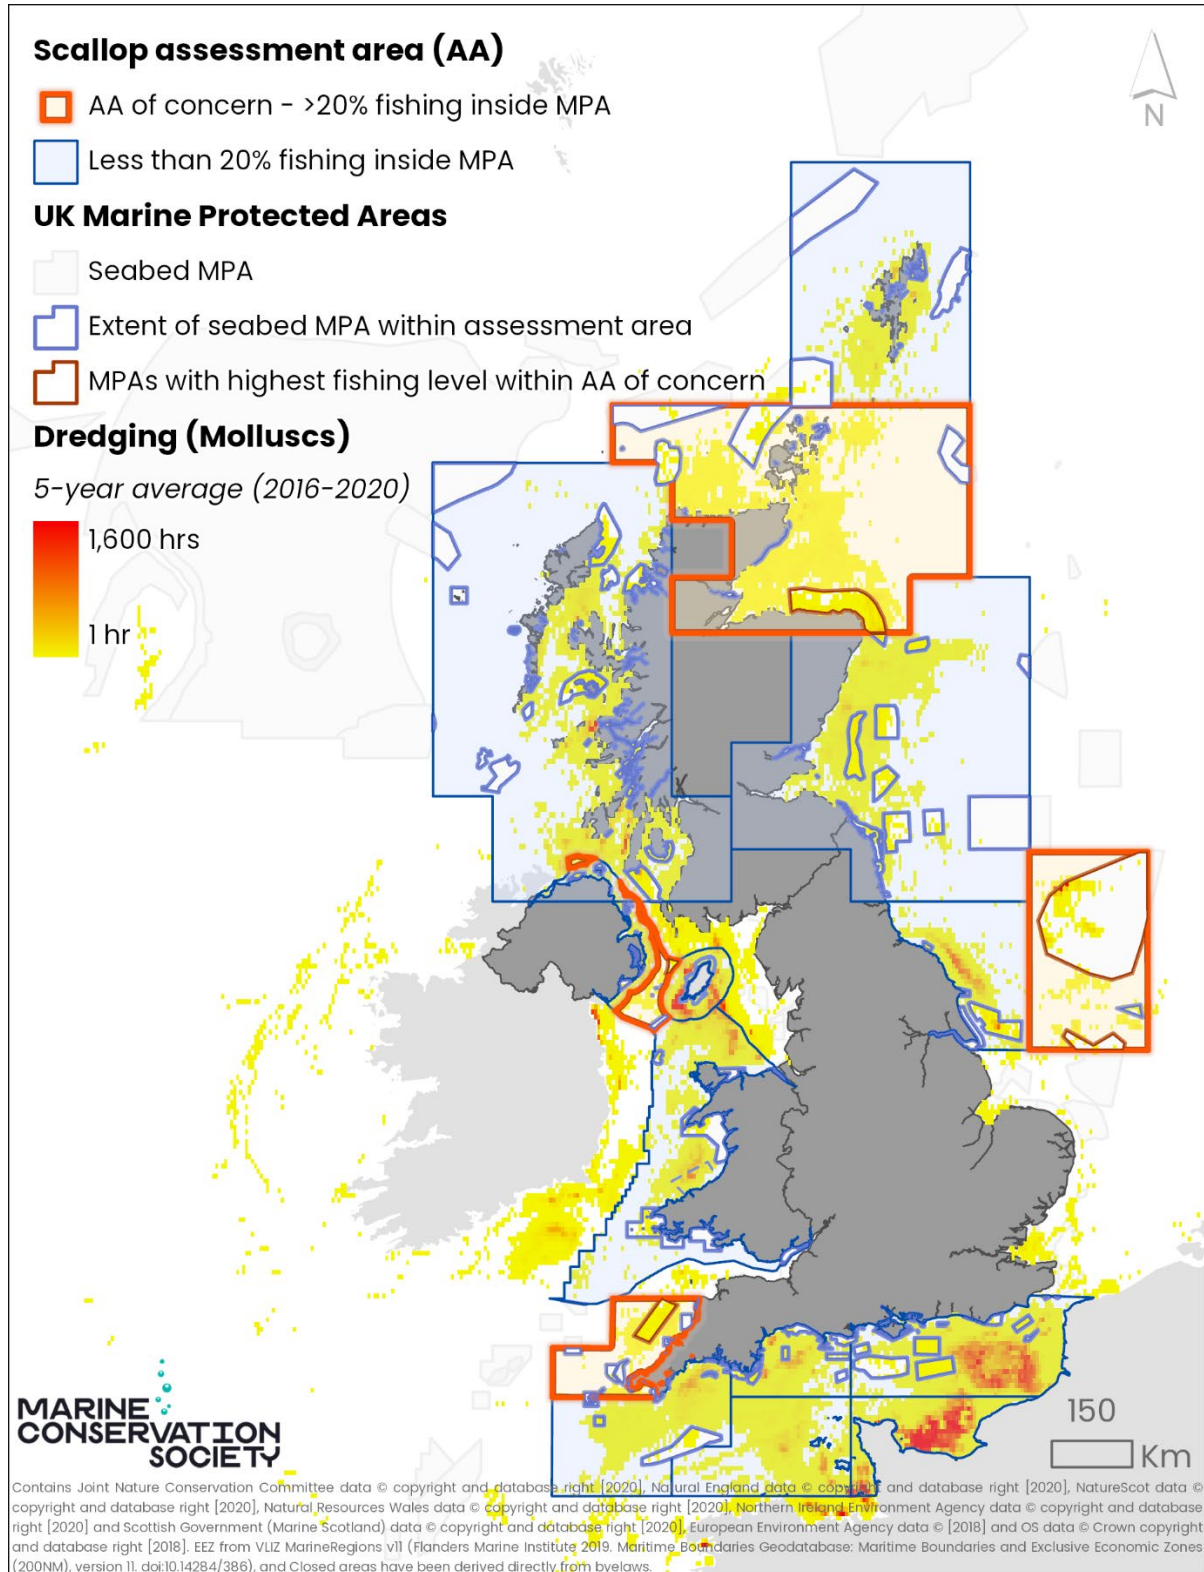 Scallop assessment area (AA)
AA of concern - >20% fishing inside MPA
Less than 20% fishing inside MPA
UK Marine Protected Areas
Seabed MPA
Extent of seabed MPA within assessment area
MPAs with highest fishing level within AA of concern
Dredging (Molluscs)
5-year average (2016-2020)
1,600 hrs
1 hr
N
MARINE
CONSERVATION
SOCIETY
150
Km
Contains Joint Nature Conservation Committee data © copyright and database right [2020], Natural England data © copyright and database right [2020], NatureScot data ©
copyright and database right [2020], Natural Resources Wales data © copyright and database right [2020], Northern Ireland Environment Agency data © copyright and database
right [2020] and Scottish Government (Marine Scotland) data © copyright and database right [2020], European Environment Agency data © [2018] and OS data © Crown copyright
and database right [2018]. EEZ from VLIZ MarineRegions v11 (Flanders Marine Institute 2019. Maritime Boundaries Geodatabase: Maritime Boundaries and Exclusive Economic Zones
(200NM), version 11. doi:10.14284/386), and Closed areas have been derived directly from byelaws.